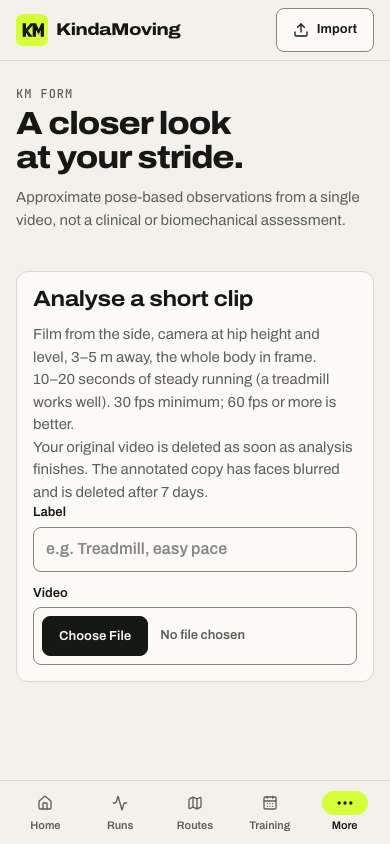 KM KindaMoving
Import
KM FORM
A closer look
at your stride.
Approximate pose-based observations from a single
video, not a clinical or biomechanical assessment.
Analyse a short clip
Film from the side, camera at hip height and
level, 3–5 m away, the whole body in frame.
10–20 seconds of steady running (a treadmill
works well). 30 fps minimum; 60 fps or more is
better.
Your original video is deleted as soon as analysis
finishes. The annotated copy has faces blurred
and is deleted after 7 days.
Label
e.g. Treadmill, easy pace
Video
Choose File No file chosen
Home Runs Routes Training More